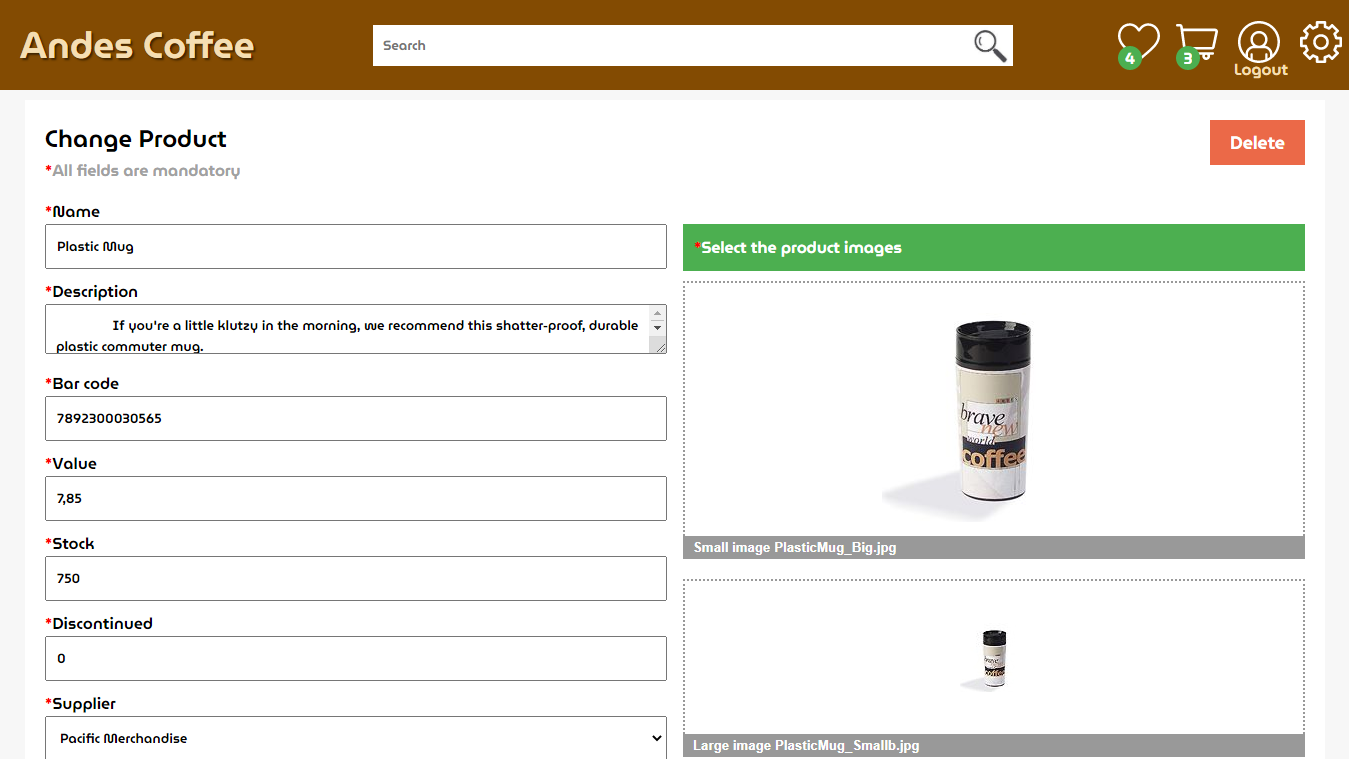 Andes Coffee
Search
4
3
Logout
Change Product
Delete
*All fields are mandatory
*Name
Plastic Mug
*Description
If you're a little klutzy in the morning, we recommend this shatter-proof, durable
plastic commuter mug.
*Bar code
7892300030565
*Value
7,85
*Stock
750
*Discontinued
0
*Supplier
Pacific Merchandise
*Select the product images
brave
new
world
coffee
Small image PlasticMug_Big.jpg
brave
coffee
Large image PlasticMug_Smallb.jpg